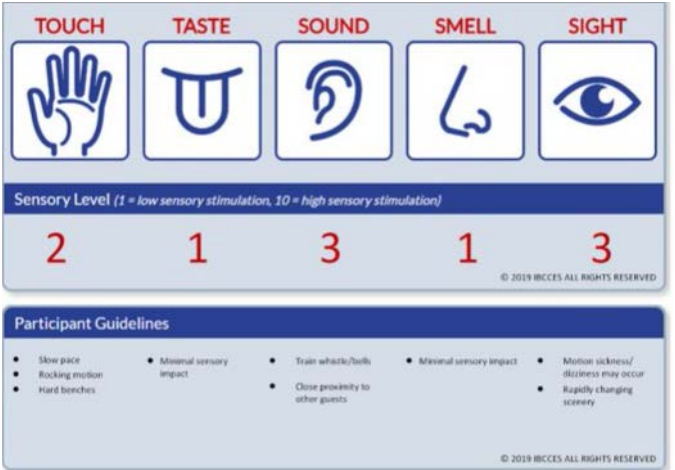 TOUCH TASTE SOUND SMELL SIGHT
Sensory Level (1 = low sensory stimulation, 10 = high sensory stimulation)
2 1 3 1 3
© 2019 IBCCES ALL RIGHTS RESERVED
Participant Guidelines
• Slow pace
• Rocking motion
• Hard benches
• Minimal sensory
impact
• Train whistle/bells
• Close proximity to
other guests
• Minimal sensory impact
• Motion sickness/
dizziness may occur
• Rapidly changing
scenery
© 2019 IBCCES ALL RIGHTS RESERVED